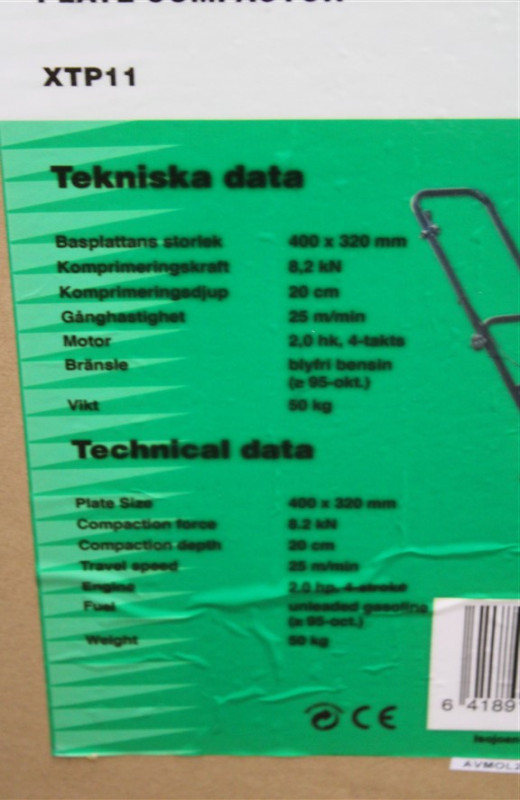 PLATE COMPACTOR
XTP11
Tekniska data
Basplattans storlek 400 x 320 mm
Komprimeringskraft 8,2 kN
Komprimeringsdjup 20 cm
Gånghastighet 25 m/min
Motor 2,0 hk, 4-takts
Bränsle blyfri bensin
(≥ 95-okt.)
Vikt 50 kg
Technical data
Plate Size 400 x 320 mm
Compaction force 8.2 kN
Compaction depth 20 cm
Travel speed 25 m/min
Engine 2.0 hp, 4-stroke
Fuel unleaded gasoline
(≥ 95-oct.)
Weight 50 kg
CE
6 4189